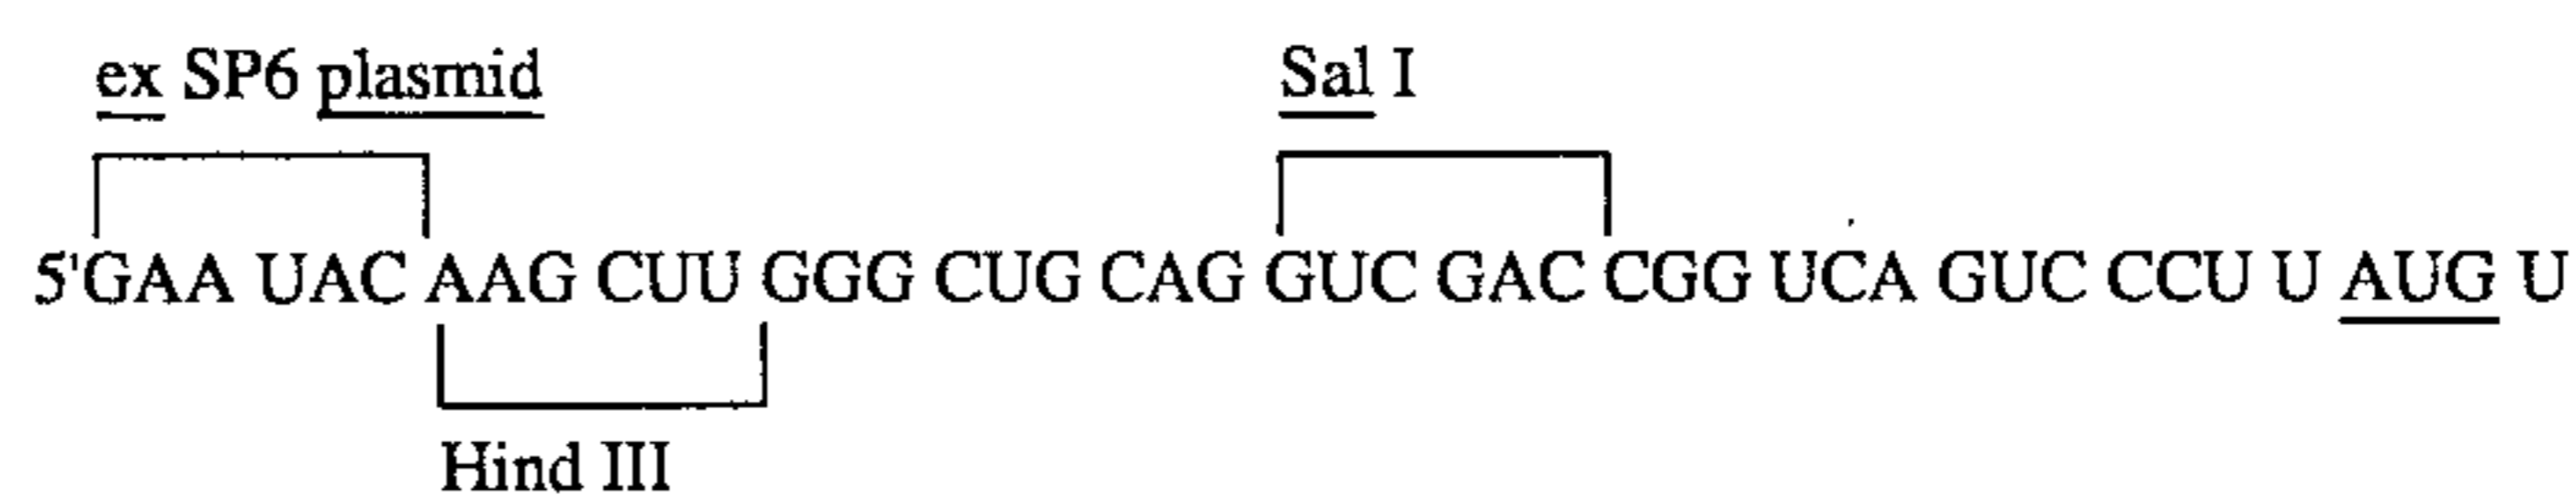 ex SP6 plasmid Sal I
5'GAA UAC AAG CUU GGG CUG CAG GUC GAC CGG UCA GUC CCU U AUG U
Hind III